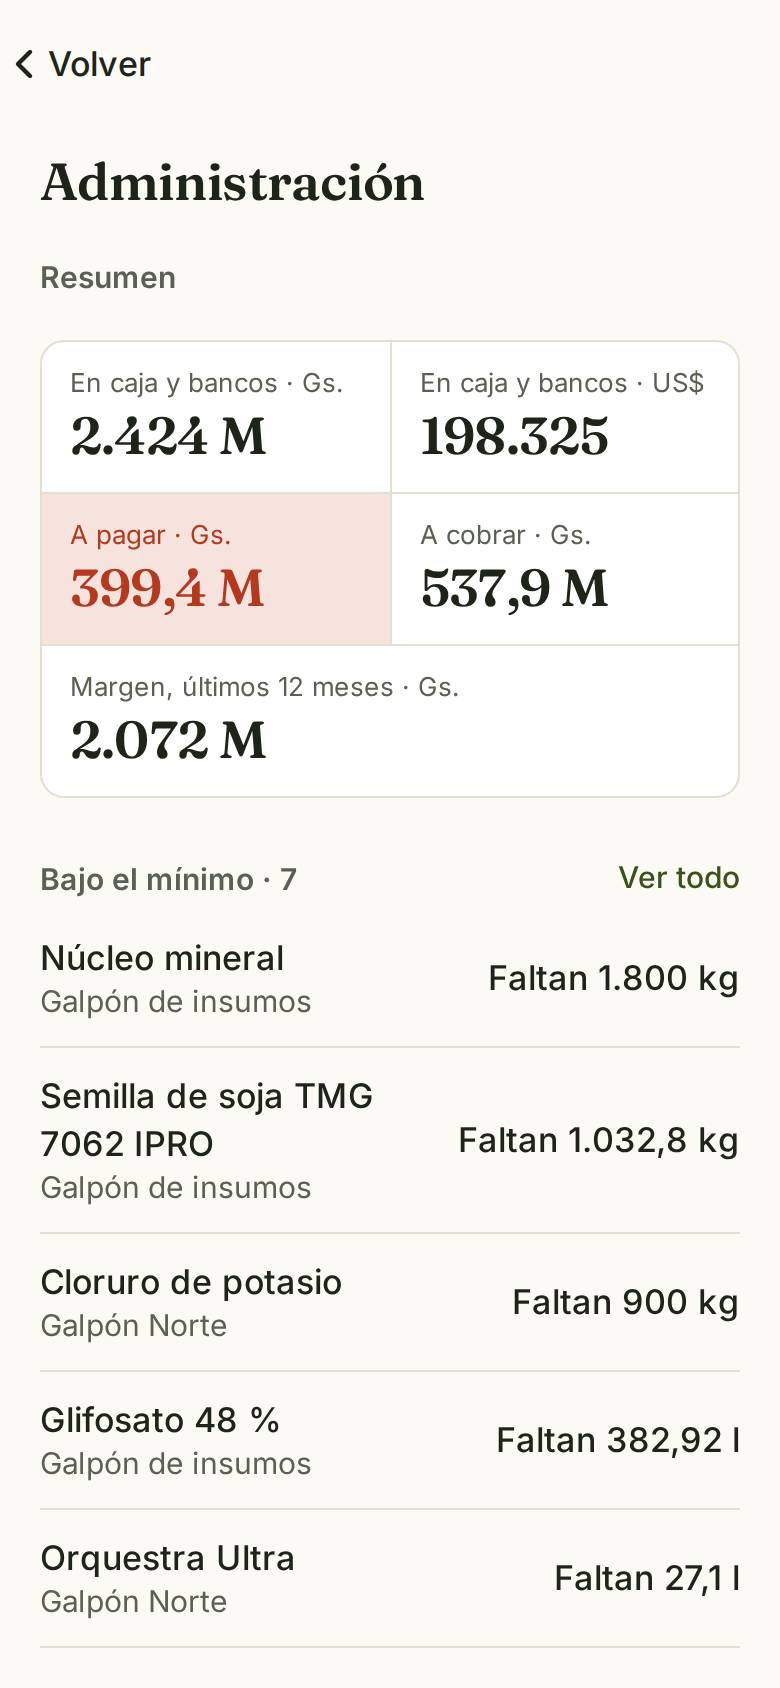 Volver
Administración
Resumen
En caja y bancos · Gs.
2.424 M
En caja y bancos · US$
198.325
A pagar · Gs.
399,4 M
A cobrar · Gs.
537,9 M
Margen, últimos 12 meses · Gs.
2.072 M
Bajo el mínimo · 7
Ver todo
Núcleo mineral
Galpón de insumos
Faltan 1.800 kg
Semilla de soja TMG
7062 IPRO
Galpón de insumos
Faltan 1.032,8 kg
Cloruro de potasio
Galpón Norte
Faltan 900 kg
Glifosato 48 %
Galpón de insumos
Faltan 382,92 l
Orquestra Ultra
Galpón Norte
Faltan 27,1 l